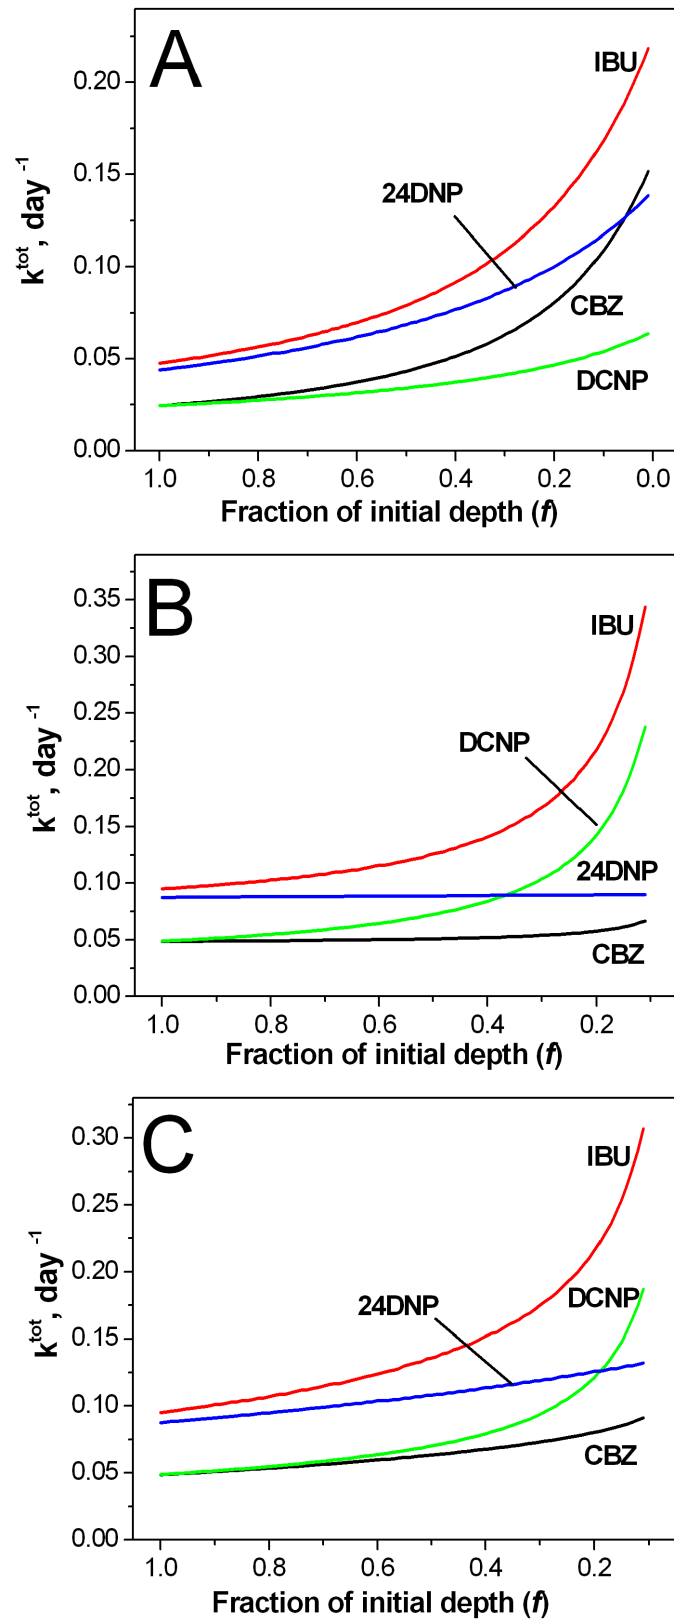 A
0.20
0.15
0.10
0.05
0.00
k^tot, day^-1
IBU
24DNP
CBZ
DCNP
1.0 0.8 0.6 0.4 0.2 0.0
Fraction of initial depth (f)
B
0.35
0.30
0.25
0.20
0.15
0.10
0.05
0.00
k^tot, day^-1
IBU
DCNP
24DNP
CBZ
1.0 0.8 0.6 0.4 0.2
Fraction of initial depth (f)
C
0.30
0.25
0.20
0.15
0.10
0.05
0.00
k^tot, day^-1
IBU
24DNP
DCNP
CBZ
1.0 0.8 0.6 0.4 0.2
Fraction of initial depth (f)